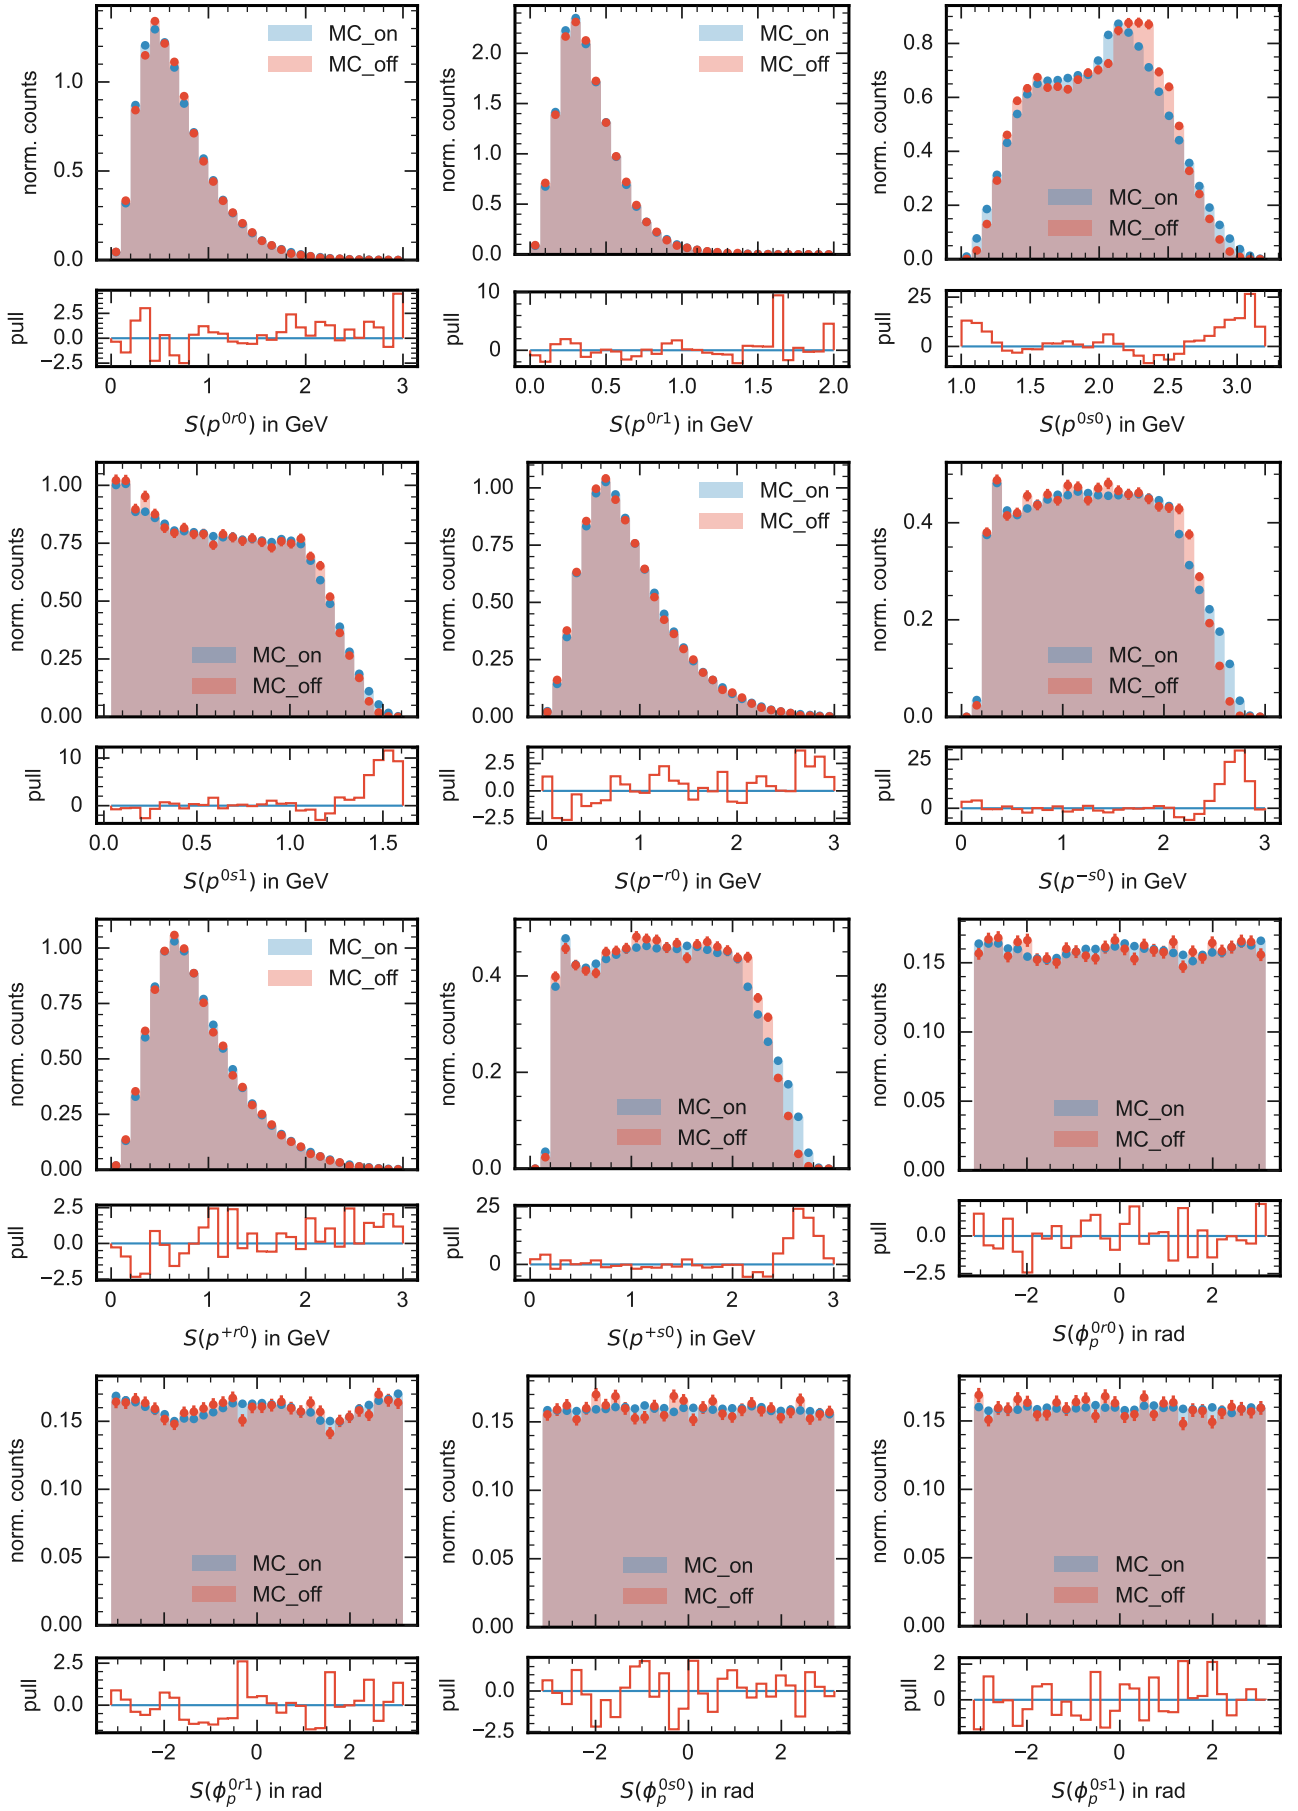 MC_on
MC_off
norm. counts
1.0
0.5
0.0
pull
2.5
0.0
−2.5
0
1
2
3
S(p^{0r0}) in GeV
MC_on
MC_off
norm. counts
2.0
1.5
1.0
0.5
0.0
pull
10
0
0.0
0.5
1.0
1.5
2.0
S(p^{0r1}) in GeV
MC_on
MC_off
norm. counts
0.8
0.6
0.4
0.2
0.0
pull
25
0
1.0
1.5
2.0
2.5
3.0
S(p^{0s0}) in GeV
norm. counts
1.00
0.75
0.50
0.25
0.00
MC_on
MC_off
pull
10
0
0.0
0.5
1.0
1.5
S(p^{0s1}) in GeV
norm. counts
1.00
0.75
0.50
0.25
0.00
MC_on
MC_off
pull
2.5
0.0
−2.5
0
1
2
3
S(p^{−r0}) in GeV
norm. counts
0.4
0.2
0.0
MC_on
MC_off
pull
25
0
0
1
2
3
S(p^{−s0}) in GeV
norm. counts
1.00
0.75
0.50
0.25
0.00
MC_on
MC_off
pull
2.5
0.0
−2.5
0
1
2
3
S(p^{+r0}) in GeV
norm. counts
0.4
0.2
0.0
MC_on
MC_off
pull
25
0
0
1
2
3
S(p^{+s0}) in GeV
norm. counts
0.15
0.10
0.05
0.00
MC_on
MC_off
pull
0.0
−2.5
−2
0
2
S(ϕ_p^{0r0}) in rad
norm. counts
0.15
0.10
0.05
0.00
MC_on
MC_off
pull
2.5
0.0
−2
0
2
S(ϕ_p^{0r1}) in rad
norm. counts
0.15
0.10
0.05
0.00
MC_on
MC_off
pull
0.0
−2.5
−2
0
2
S(ϕ_p^{0s0}) in rad
norm. counts
0.15
0.10
0.05
0.00
MC_on
MC_off
pull
2
0
−2
0
2
S(ϕ_p^{0s1}) in rad